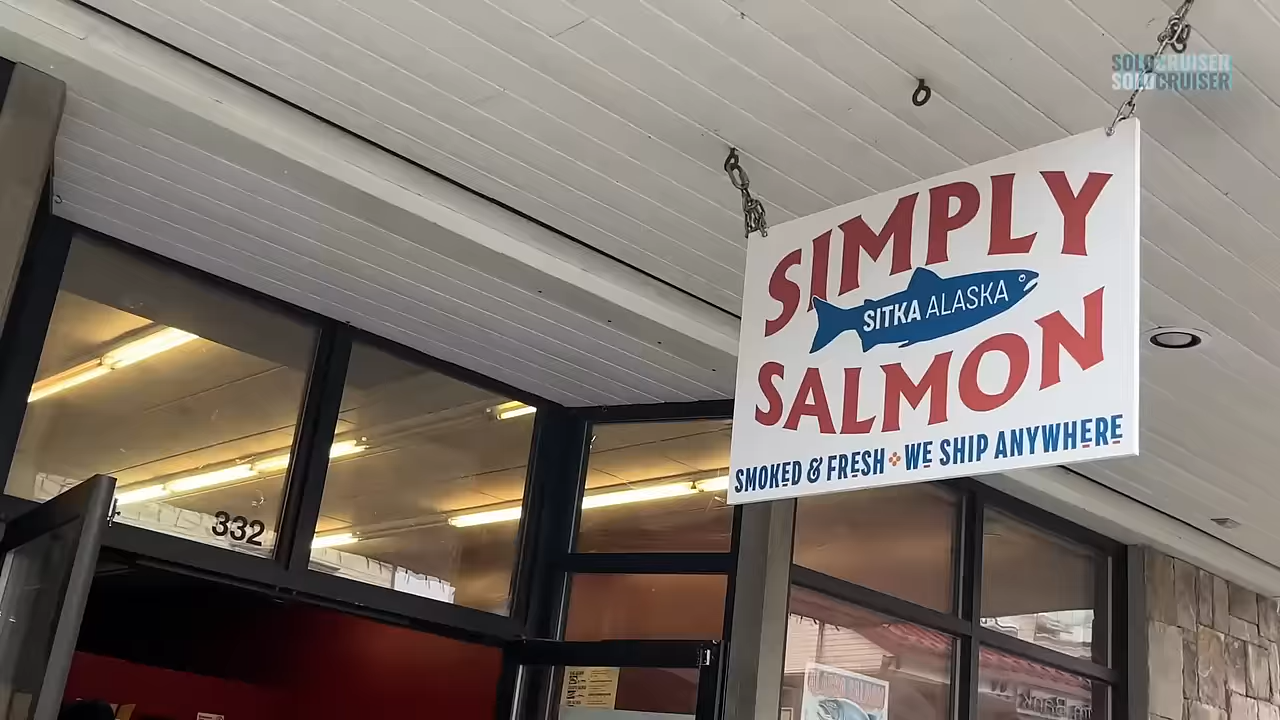 SOLOCRUISER
SOLOCRUISER
SIMPLY
SITKA ALASKA
SALMON
SMOKED & FRESH WE SHIP ANYWHERE
332